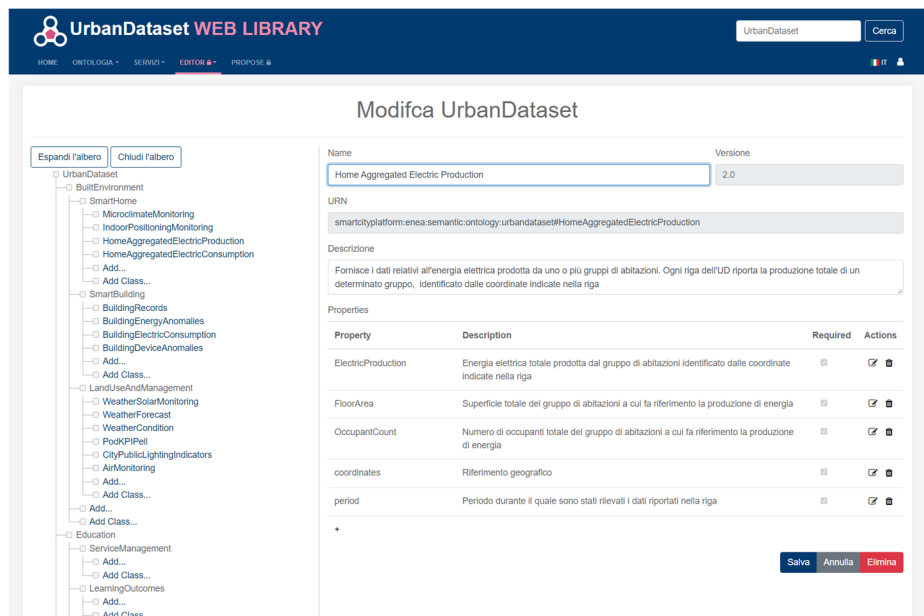 UrbanDataset WEB LIBRARY
UrbanDataset
Cerca
HOME ONTOLOGIA SERVIZI EDITOR PROPOSE
IT
Modifca UrbanDataset
Espandi l'albero Chiudi l'albero
UrbanDataset
BuiltEnvironment
SmartHome
MicroclimateMonitoring
IndoorPositioningMonitoring
HomeAggregatedElectricProduction
HomeAggregatedElectricConsumption
Add...
Add Class...
SmartBuilding
BuildingRecords
BuildingEnergyAnomalies
BuildingElectricConsumption
BuildingDeviceAnomalies
Add...
Add Class...
LandUseAndManagement
WeatherSolarMonitoring
WeatherForecast
WeatherCondition
PodKPIPell
CityPublicLightingIndicators
AirMonitoring
Add...
Add Class...
Add...
Add Class...
Education
ServiceManagement
Add...
Add Class...
LearningOutcomes
Add...
Add Class...
Name Versione
Home Aggregated Electric Production 2.0
URN
smartcityplatform:enea:semantic:ontology:urbandataset#HomeAggregatedElectricProduction
Descrizione
Fornisce i dati relativi all'energia elettrica prodotta da uno o più gruppi di abitazioni. Ogni riga dell'UD riporta la produzione totale di un
determinato gruppo, identificato dalle coordinate indicate nella riga
Properties
Property Description Required Actions
ElectricProduction Energia elettrica totale prodotta dal gruppo di abitazioni identificato dalle coordinate
indicate nella riga
FloorArea Superficie totale del gruppo di abitazioni a cui fa riferimento la produzione di energia
OccupantCount Numero di occupanti totale del gruppo di abitazioni a cui fa riferimento la produzione
di energia
coordinates Riferimento geografico
period Periodo durante il quale sono stati rilevati i dati riportati nella riga
+
Salva Annulla Elimina